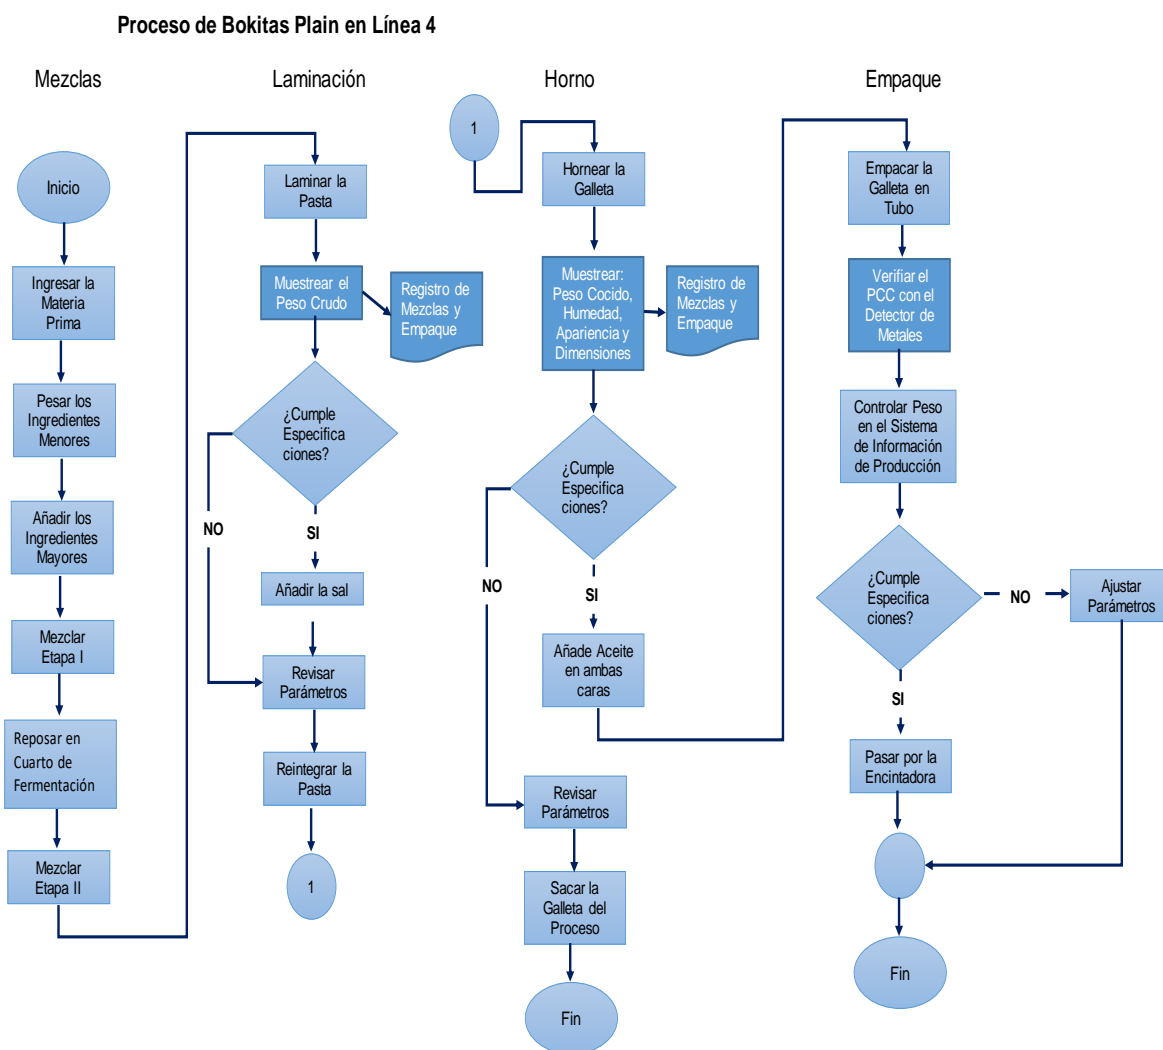 Proceso de Bokitas Plain en Línea 4
Mezclas
Inicio
Ingresar la
Materia
Prima
Pesar los
Ingredientes
Menores
Añadir los
Ingredientes
Mayores
Mezclar
Etapa I
Reposar en
Cuarto de
Fermentación
Mezclar
Etapa II
Laminación
Laminar la
Pasta
Muestrear el
Peso Crudo
Registro de
Mezclas y
Empaque
¿Cumple
Especifica
ciones?
NO
SI
Añadir la sal
Revisar
Parámetros
Reintegrar la
Pasta
1
Horno
1
Hornear la
Galleta
Muestrear:
Peso Cocido,
Humedad,
Apariencia y
Dimensiones
Registro de
Mezclas y
Empaque
¿Cumple
Especifica
ciones?
NO
SI
Añade Aceite
en ambas
caras
Revisar
Parámetros
Sacar la
Galleta del
Proceso
Fin
Empaque
Empacar la
Galleta en
Tubo
Verifiar el
PCC con el
Detector de
Metales
Controlar Peso
en el Sistema
de Información
de Producción
¿Cumple
Especifica
ciones?
NO
Ajustar
Parámetros
SI
Pasar por la
Encintadora
Fin